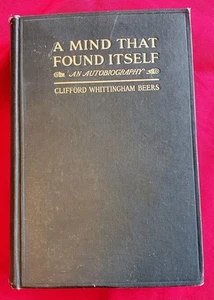 A MIND THAT
FOUND ITSELF
AN AUTOBIOGRAPHY
CLIFFORD WHITTINGHAM BEERS